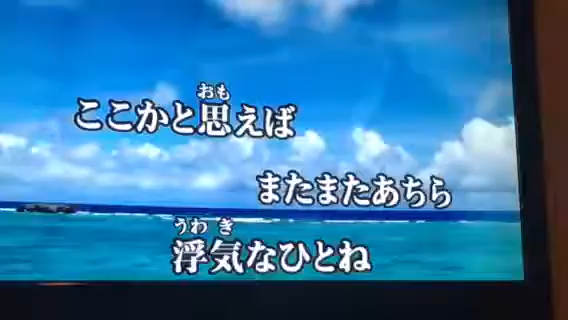 おも
ここかと思えば
またまたあちら
うわき
浮気なひとね